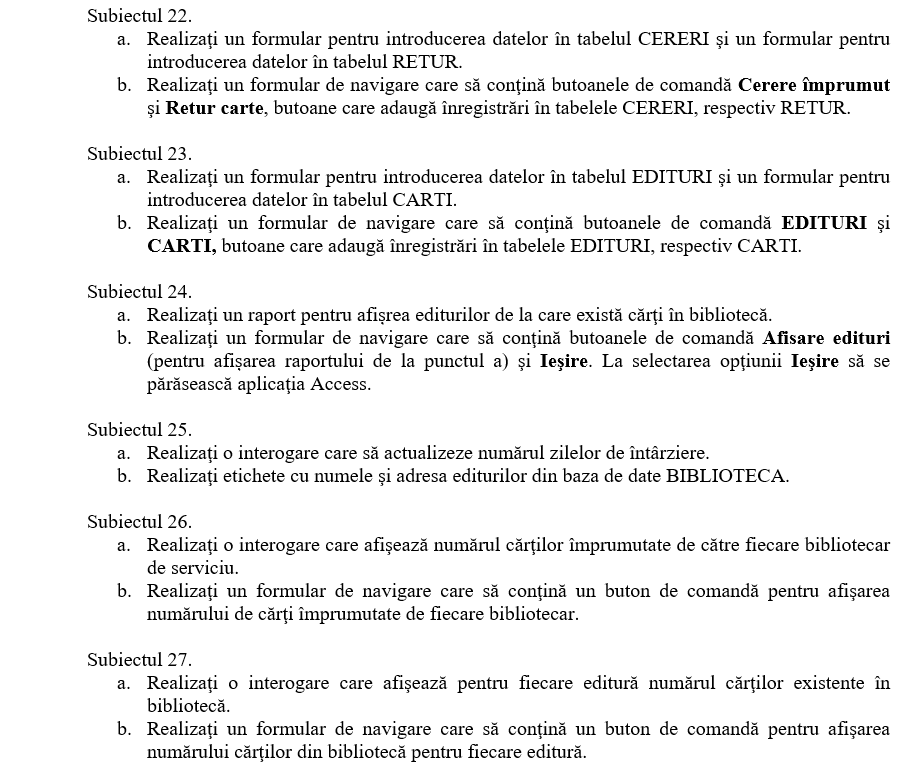 Subiectul 22.
a. Realizaţi un formular pentru introducerea datelor în tabelul CERERI şi un formular pentru
introducerea datelor în tabelul RETUR.
b. Realizaţi un formular de navigare care să conţină butoanele de comandă Cerere împrumut
şi Retur carte, butoane care adaugă înregistrări în tabelele CERERI, respectiv RETUR.
Subiectul 23.
a. Realizaţi un formular pentru introducerea datelor în tabelul EDITURI şi un formular pentru
introducerea datelor în tabelul CARTI.
b. Realizaţi un formular de navigare care să conţină butoanele de comandă EDITURI şi
CARTI, butoane care adaugă înregistrări în tabelele EDITURI, respectiv CARTI.
Subiectul 24.
a. Realizaţi un raport pentru afişrea editurilor de la care există cărţi în bibliotecă.
b. Realizaţi un formular de navigare care să conţină butoanele de comandă Afisare edituri
(pentru afişarea raportului de la punctul a) şi Ieşire. La selectarea opţiunii Ieşire să se
părăsească aplicaţia Access.
Subiectul 25.
a. Realizaţi o interogare care să actualizeze numărul zilelor de întârziere.
b. Realizaţi etichete cu numele şi adresa editurilor din baza de date BIBLIOTECA.
Subiectul 26.
a. Realizaţi o interogare care afişează numărul cărţilor împrumutate de către fiecare bibliotecar
de serviciu.
b. Realizaţi un formular de navigare care să conţină un buton de comandă pentru afişarea
numărului de cărţi împrumutate de fiecare bibliotecar.
Subiectul 27.
a. Realizaţi o interogare care afişează pentru fiecare editură numărul cărţilor existente în
bibliotecă.
b. Realizaţi un formular de navigare care să conţină un buton de comandă pentru afişarea
numărului cărţilor din bibliotecă pentru fiecare editură.